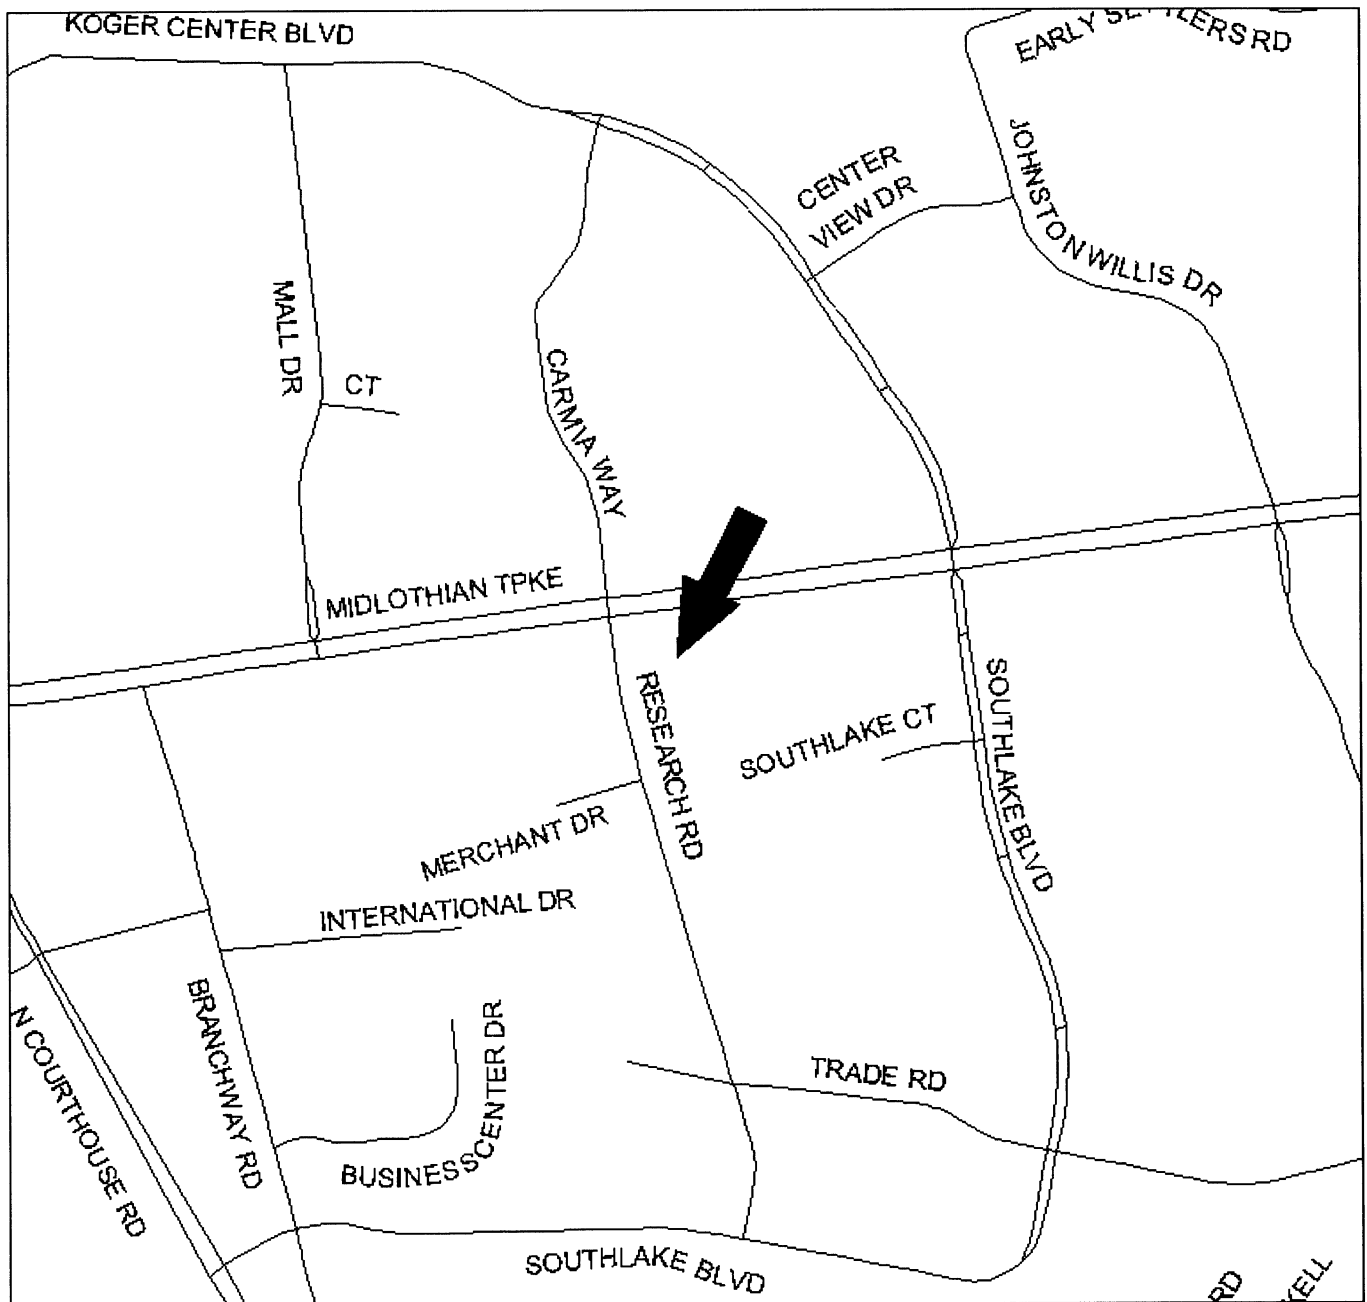 KOGER CENTER BLVD
EARLY SETTLERS RD
JOHNSTON WILLIS DR
CENTER
VIEW DR
MALL DR
CT
CARMIA WAY
MIDLOTHIAN TPKE
RESEARCH RD
SOUTHLAKE CT
SOUTHLAKE BLVD
MERCHANT DR
INTERNATIONAL DR
BRANCHWAY RD
N COURTHOUSE RD
BUSINESS CENTER DR
TRADE RD
SOUTHLAKE BLVD
RD
KELL